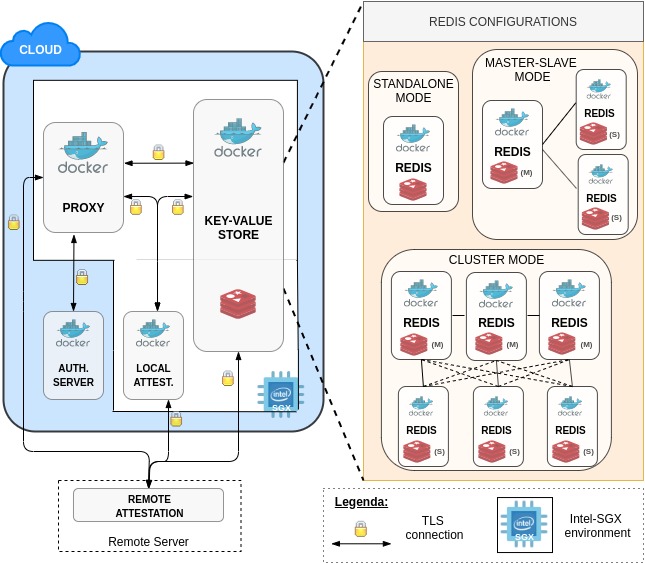 CLOUD
docker
PROXY
docker
KEY-VALUE
STORE
docker
AUTH.
SERVER
docker
LOCAL
ATTEST.
intel
SGX
REMOTE
ATTESTATION
Remote Server
REDIS CONFIGURATIONS
STANDALONE
MODE
docker
REDIS
MASTER-SLAVE
MODE
docker
REDIS
(M)
docker
REDIS
(S)
docker
REDIS
(S)
CLUSTER MODE
docker
REDIS
(M)
docker
REDIS
(M)
docker
REDIS
(M)
docker
REDIS
(S)
docker
REDIS
(S)
docker
REDIS
(S)
Legenda:
TLS
connection
intel
SGX
Intel-SGX
environment